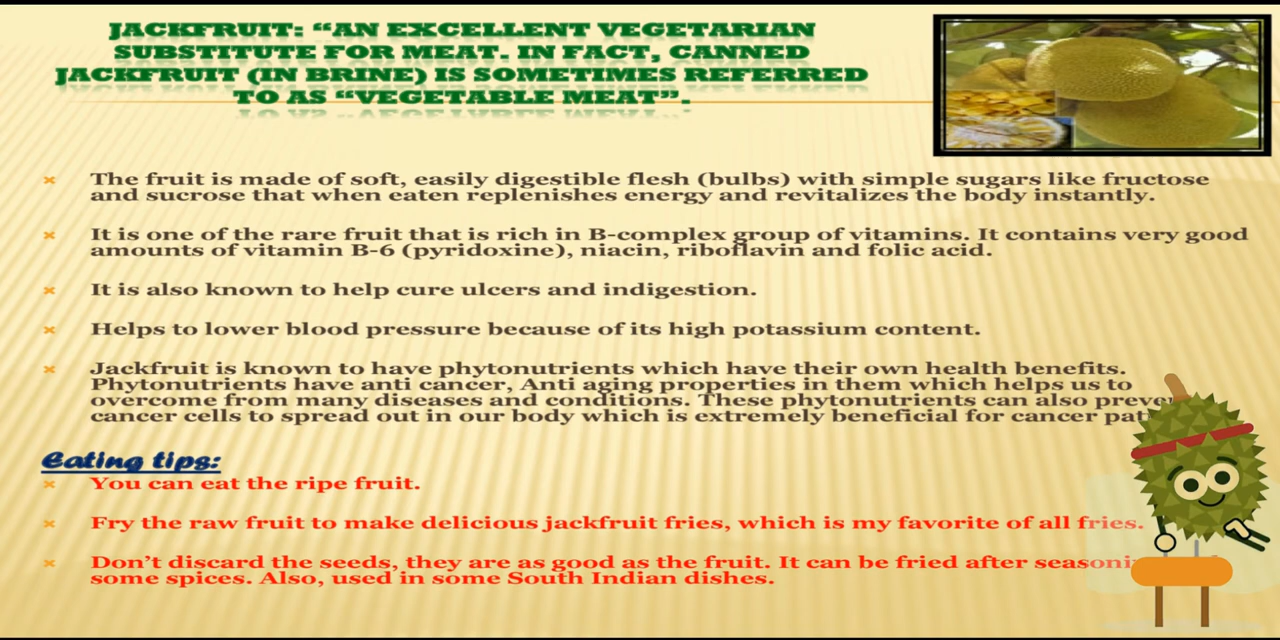 JACKFRUIT: “AN EXCELLENT VEGETARIAN
SUBSTITUTE FOR MEAT. IN FACT, CANNED
JACKFRUIT (IN BRINE) IS SOMETIMES REFERRED
TO AS “VEGETABLE MEAT”.
The fruit is made of soft, easily digestible flesh (bulbs) with simple sugars like fructose
and sucrose that when eaten replenishes energy and revitalizes the body instantly.
It is one of the rare fruit that is rich in B-complex group of vitamins. It contains very good
amounts of vitamin B-6 (pyridoxine), niacin, riboflavin and folic acid.
It is also known to help cure ulcers and indigestion.
Helps to lower blood pressure because of its high potassium content.
Jackfruit is known to have phytonutrients which have their own health benefits.
Phytonutrients have anti cancer, Anti aging properties in them which helps us to
overcome from many diseases and conditions. These phytonutrients can also
cancer cells to spread out in our body which is extremely beneficial for cancer
Eating tips:
You can eat the ripe fruit.
Fry the raw fruit to make delicious jackfruit fries, which is my favorite of all fries.
Don’t discard the seeds, they are as good as the fruit. It can be fried after
some spices. Also, used in some South Indian dishes.